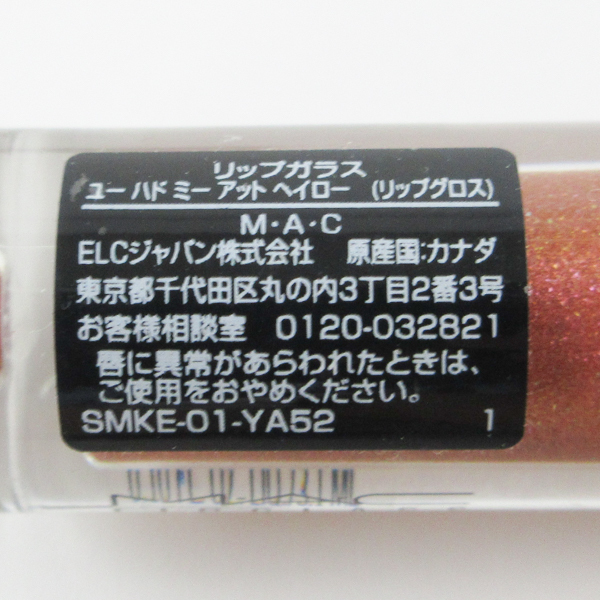 リップガラス
ユー ハド ミー アット ヘイロー （リップグロス）
M・A・C
ELCジャパン株式会社 原産国:カナダ
東京都千代田区丸の内3丁目2番3号
お客様相談室 0120-032821
唇に異常があらわれたときは、
ご使用をおやめください。
SMKE-01-YA52 1
MAC